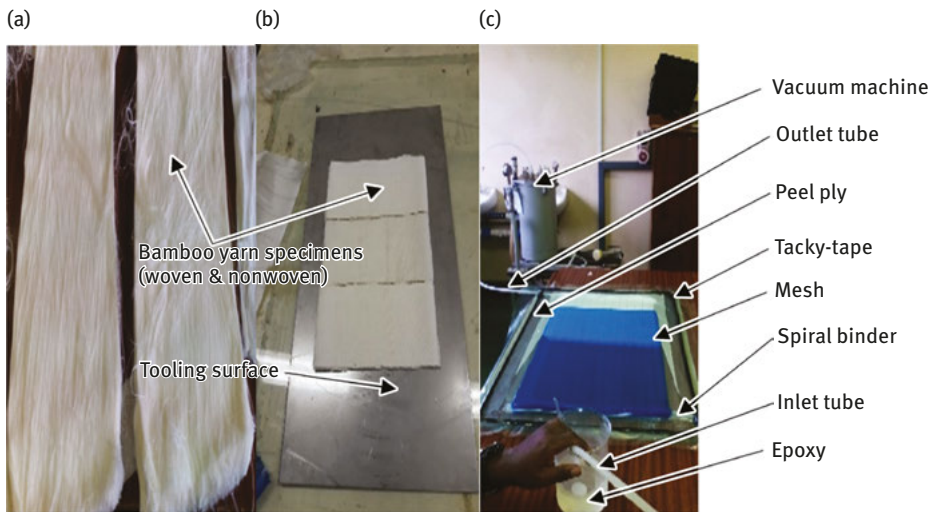 (a)
(b)
(c)
Vacuum machine
Outlet tube
Peel ply
Bamboo yarn specimens
(woven & nonwoven)
Tacky-tape
Mesh
Spiral binder
Tooling surface
Inlet tube
Epoxy